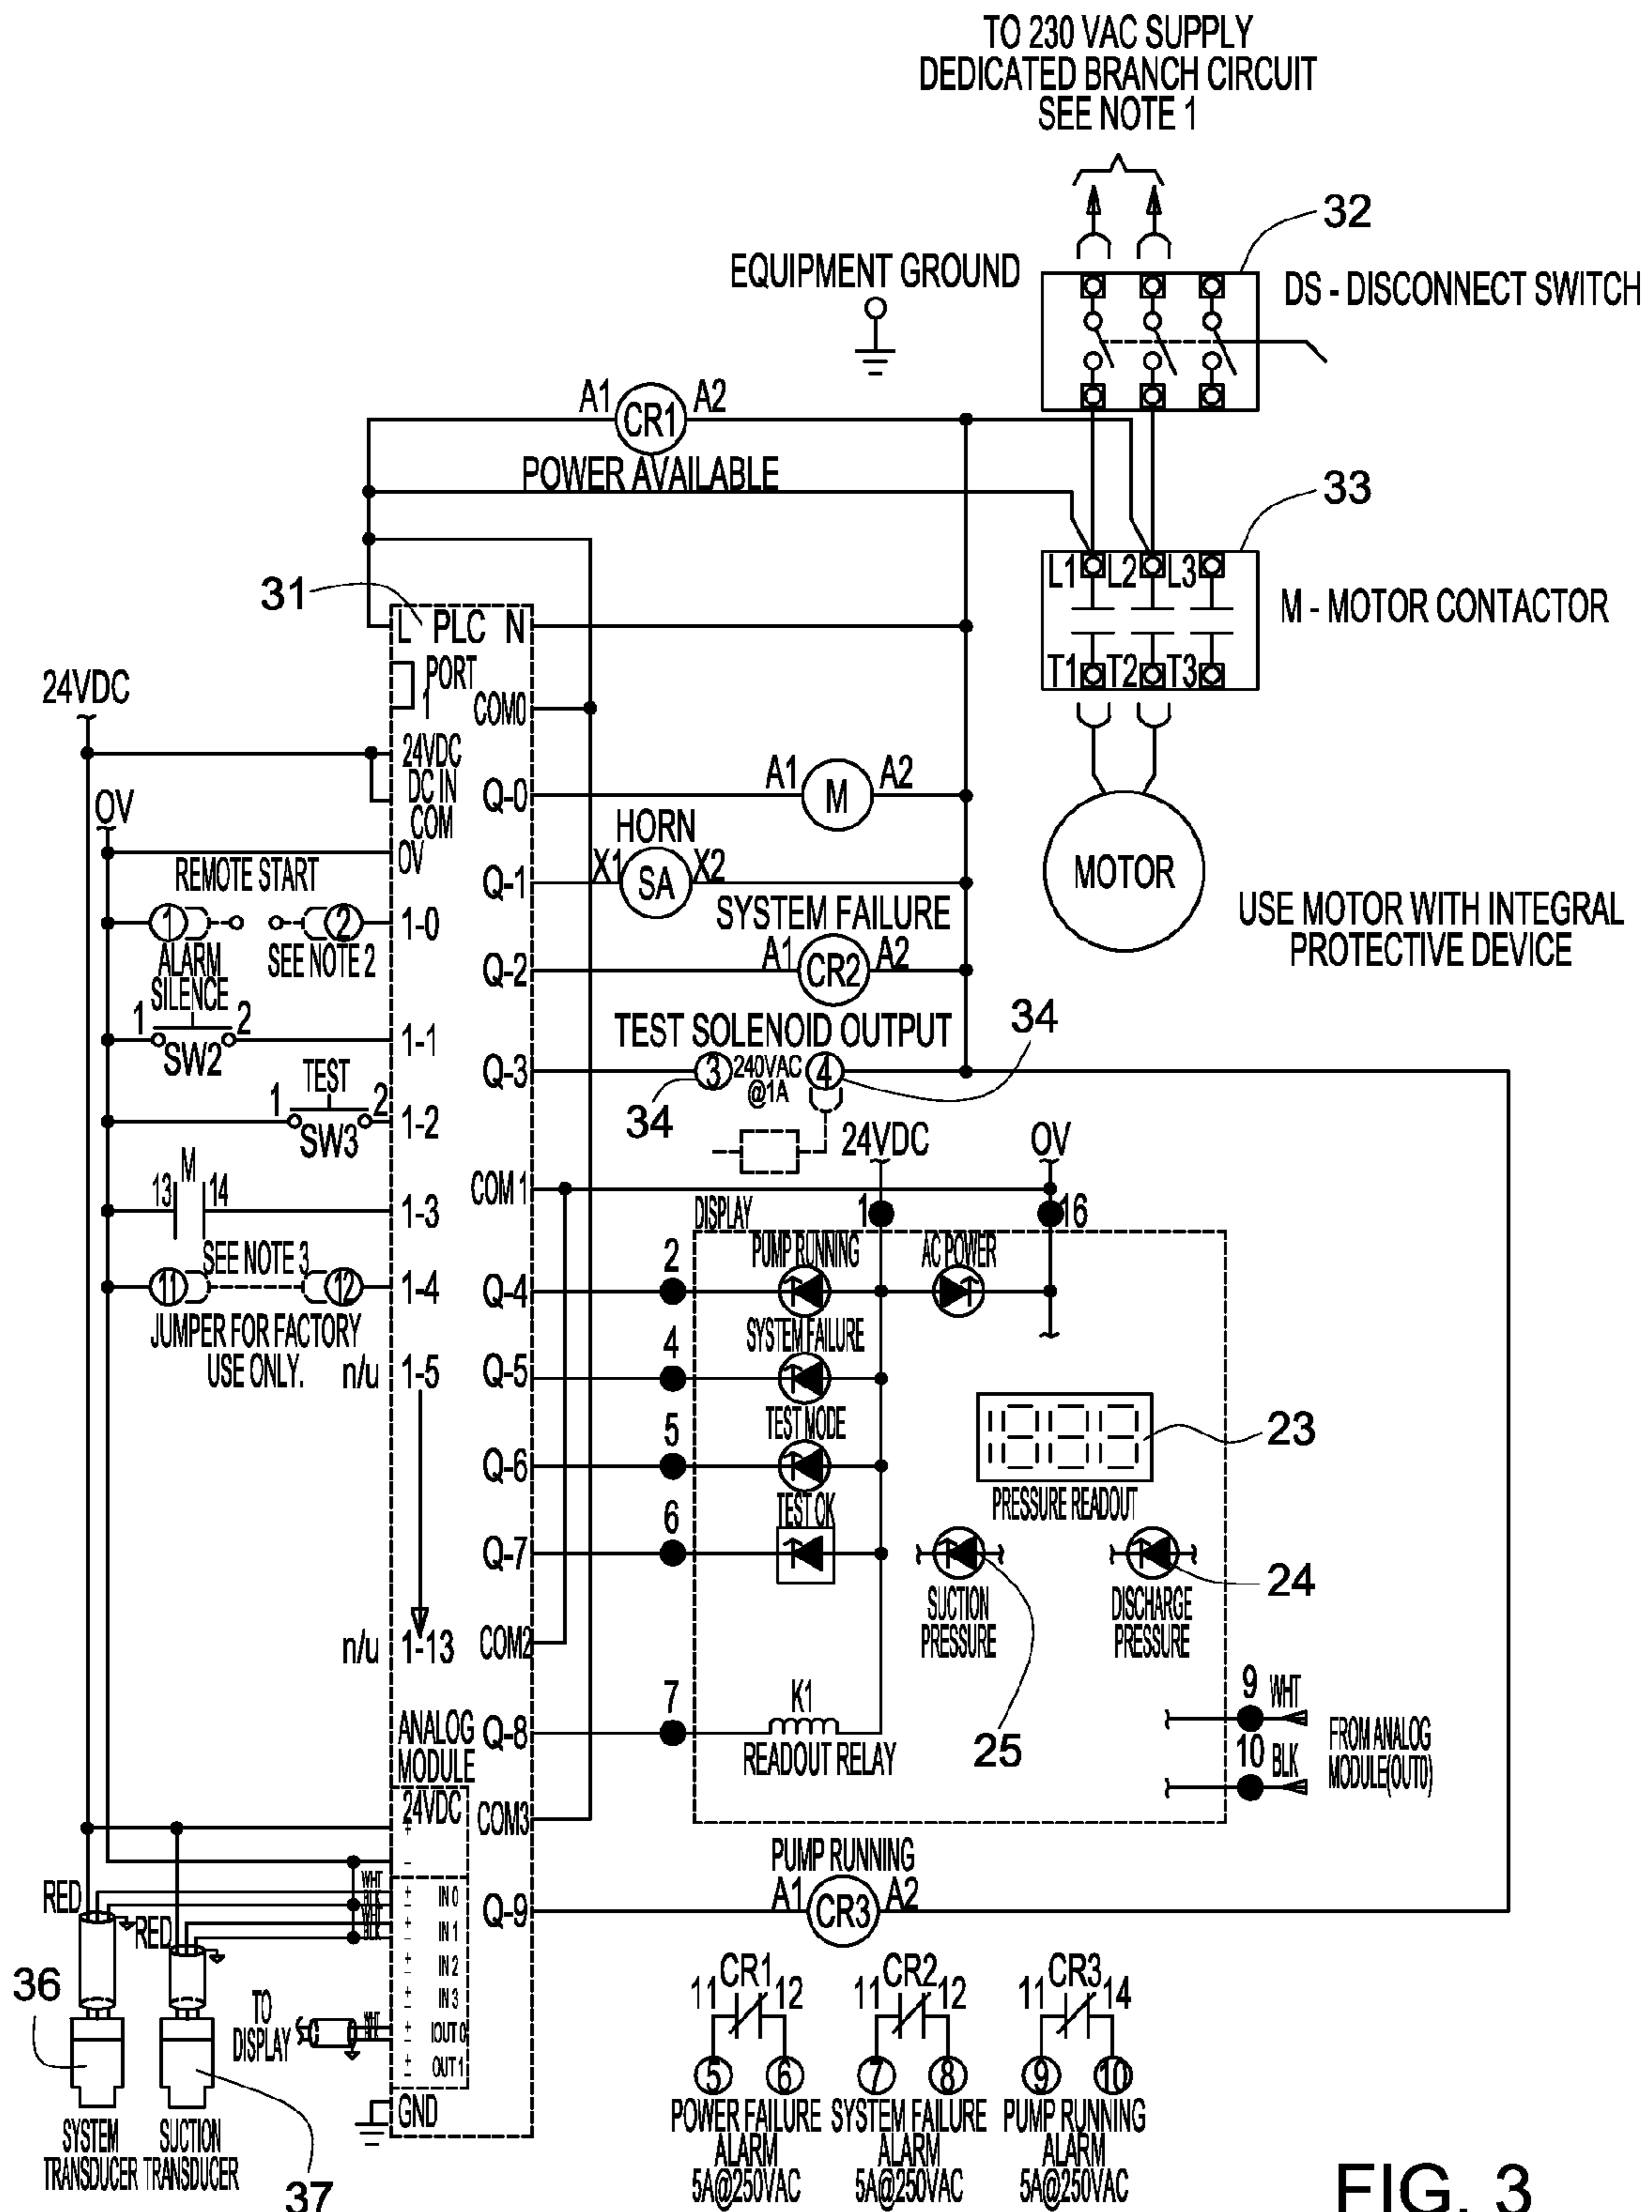 TO 230 VAC SUPPLY
DEDICATED BRANCH CIRCUIT
SEE NOTE 1
32
EQUIPMENT GROUND
DS - DISCONNECT SWITCH
A1 CR1 A2
POWER AVAILABLE
33
L1 L2 L3
M - MOTOR CONTACTOR
T1 T2 T3
31
L PLC N
PORT
1
COM0
24VDC
24VDC
DC IN
COM
0V
0V
Q-0
A1 M A2
HORN
Q-1
X1 SA X2
MOTOR
USE MOTOR WITH INTEGRAL
PROTECTIVE DEVICE
REMOTE START
1 2 1-0
SEE NOTE 2
ALARM
SILENCE
1 2
SW2
1-1
SYSTEM FAILURE
Q-2
A1 CR2 A2
TEST SOLENOID OUTPUT
34
Q-3
3 240VAC
@1A
4
34
TEST
1 2
SW3
1-2
24VDC
0V
M
13 14
1-3
COM 1
DISPLAY
1
16
SEE NOTE 3
11 12 1-4
JUMPER FOR FACTORY
USE ONLY.
n/u 1-5
2
PUMP RUNNING
AC POWER
Q-4
4
SYSTEM FAILURE
Q-5
5
TEST MODE
Q-6
6
TEST OK
Q-7
23
PRESSURE READOUT
25
SUCTION
PRESSURE
24
DISCHARGE
PRESSURE
n/u 1-13
COM2
7
K1
Q-8
READOUT RELAY
9 WHT
10 BLK
FROM ANALOG
MODULE(OUT0)
ANALOG
MODULE
24VDC
+
-
COM3
PUMP RUNNING
Q-9
A1 CR3 A2
RED
RED
WHT
BLK
WHT
BLK
+
-
IN 0
+
-
IN 1
+
-
IN 2
+
-
IN 3
+
-
IOUT 0
+
-
OUT 1
GND
TO
DISPLAY
WHT
36
SYSTEM
TRANSDUCER
SUCTION
TRANSDUCER
37
11 CR1 12
5 6
POWER FAILURE
ALARM
5A@250VAC
11 CR2 12
7 8
SYSTEM FAILURE
ALARM
5A@250VAC
11 CR3 14
9 10
PUMP RUNNING
ALARM
5A@250VAC
FIG. 3